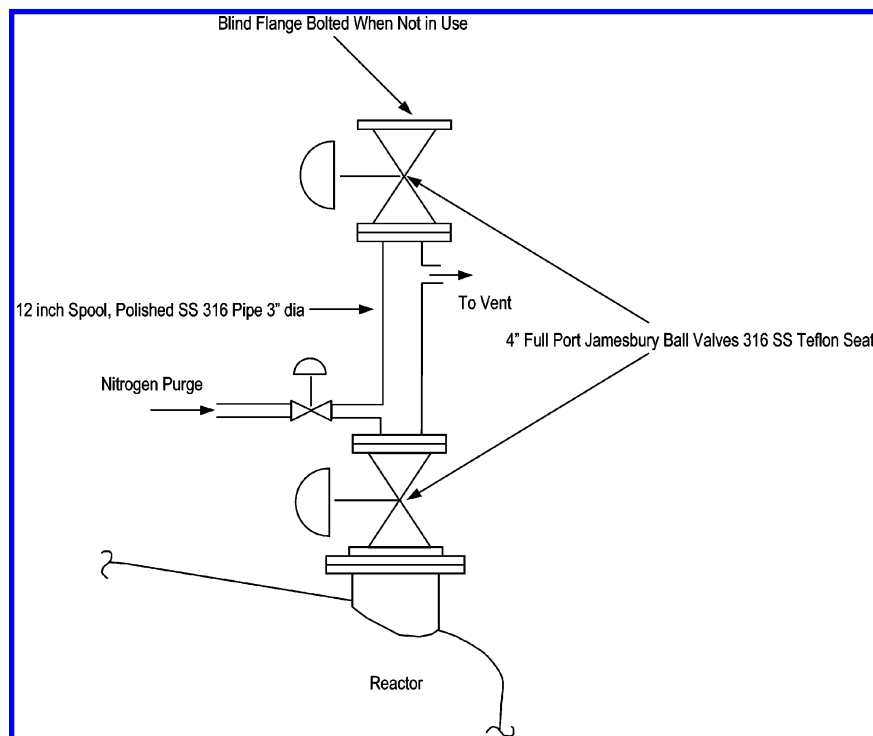 Blind Flange Bolted When Not in Use
To Vent
12 inch Spool, Polished SS 316 Pipe 3" dia
4" Full Port Jamesbury Ball Valves 316 SS Teflon Seat
Nitrogen Purge
Reactor